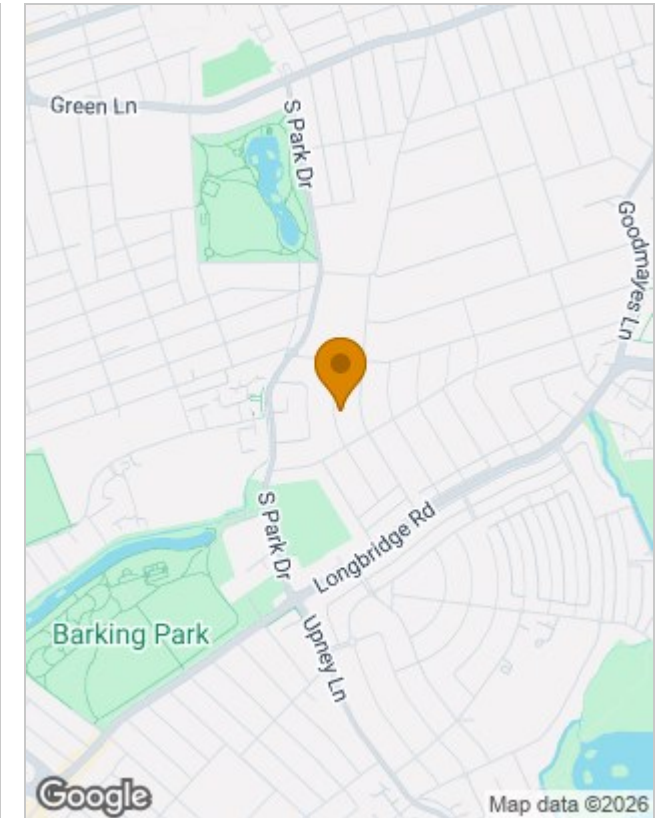 Green Ln
S Park Dr
Goodmayes Ln
S Park Dr
Longbridge Rd
Barking Park
Upney Ln
Google
Map data ©2026